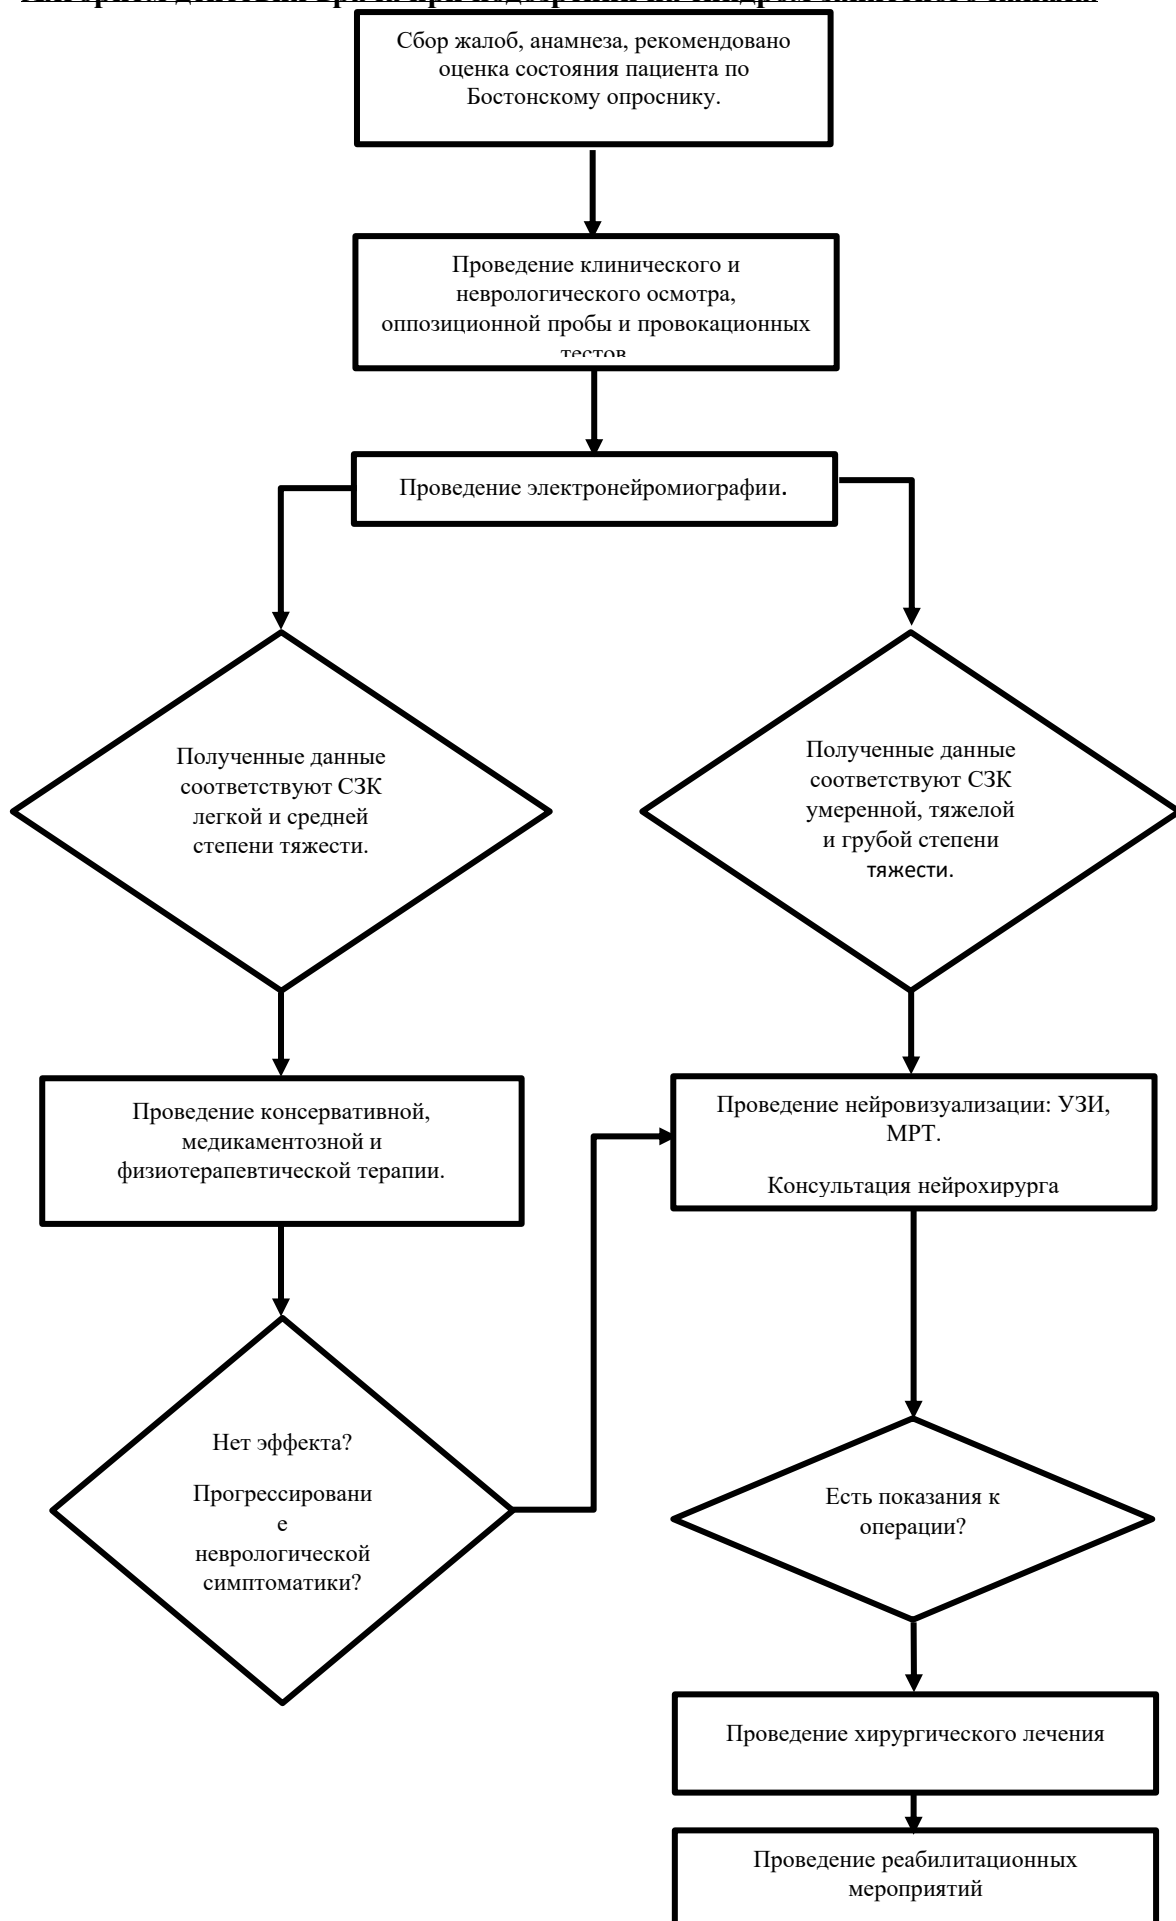 Сбор жалоб, анамнеза, рекомендовано
оценка состояния пациента по
Бостонскому опроснику.
Проведение клинического и
неврологического осмотра,
оппозиционной пробы и провокационных
тестов
Проведение электронейромиографии.
Полученные данные
соответствуют СЗК
легкой и средней
степени тяжести.
Полученные данные
соответствуют СЗК
умеренной, тяжелой
и грубой степени
тяжести.
Проведение консервативной,
медикаментозной и
физиотерапевтической терапии.
Проведение нейровизуализации: УЗИ,
МРТ.
Консультация нейрохирурга
Нет эффекта?
Прогрессировани
е
неврологической
симптоматики?
Есть показания к
операции?
Проведение хирургического лечения
Проведение реабилитационных
мероприятий